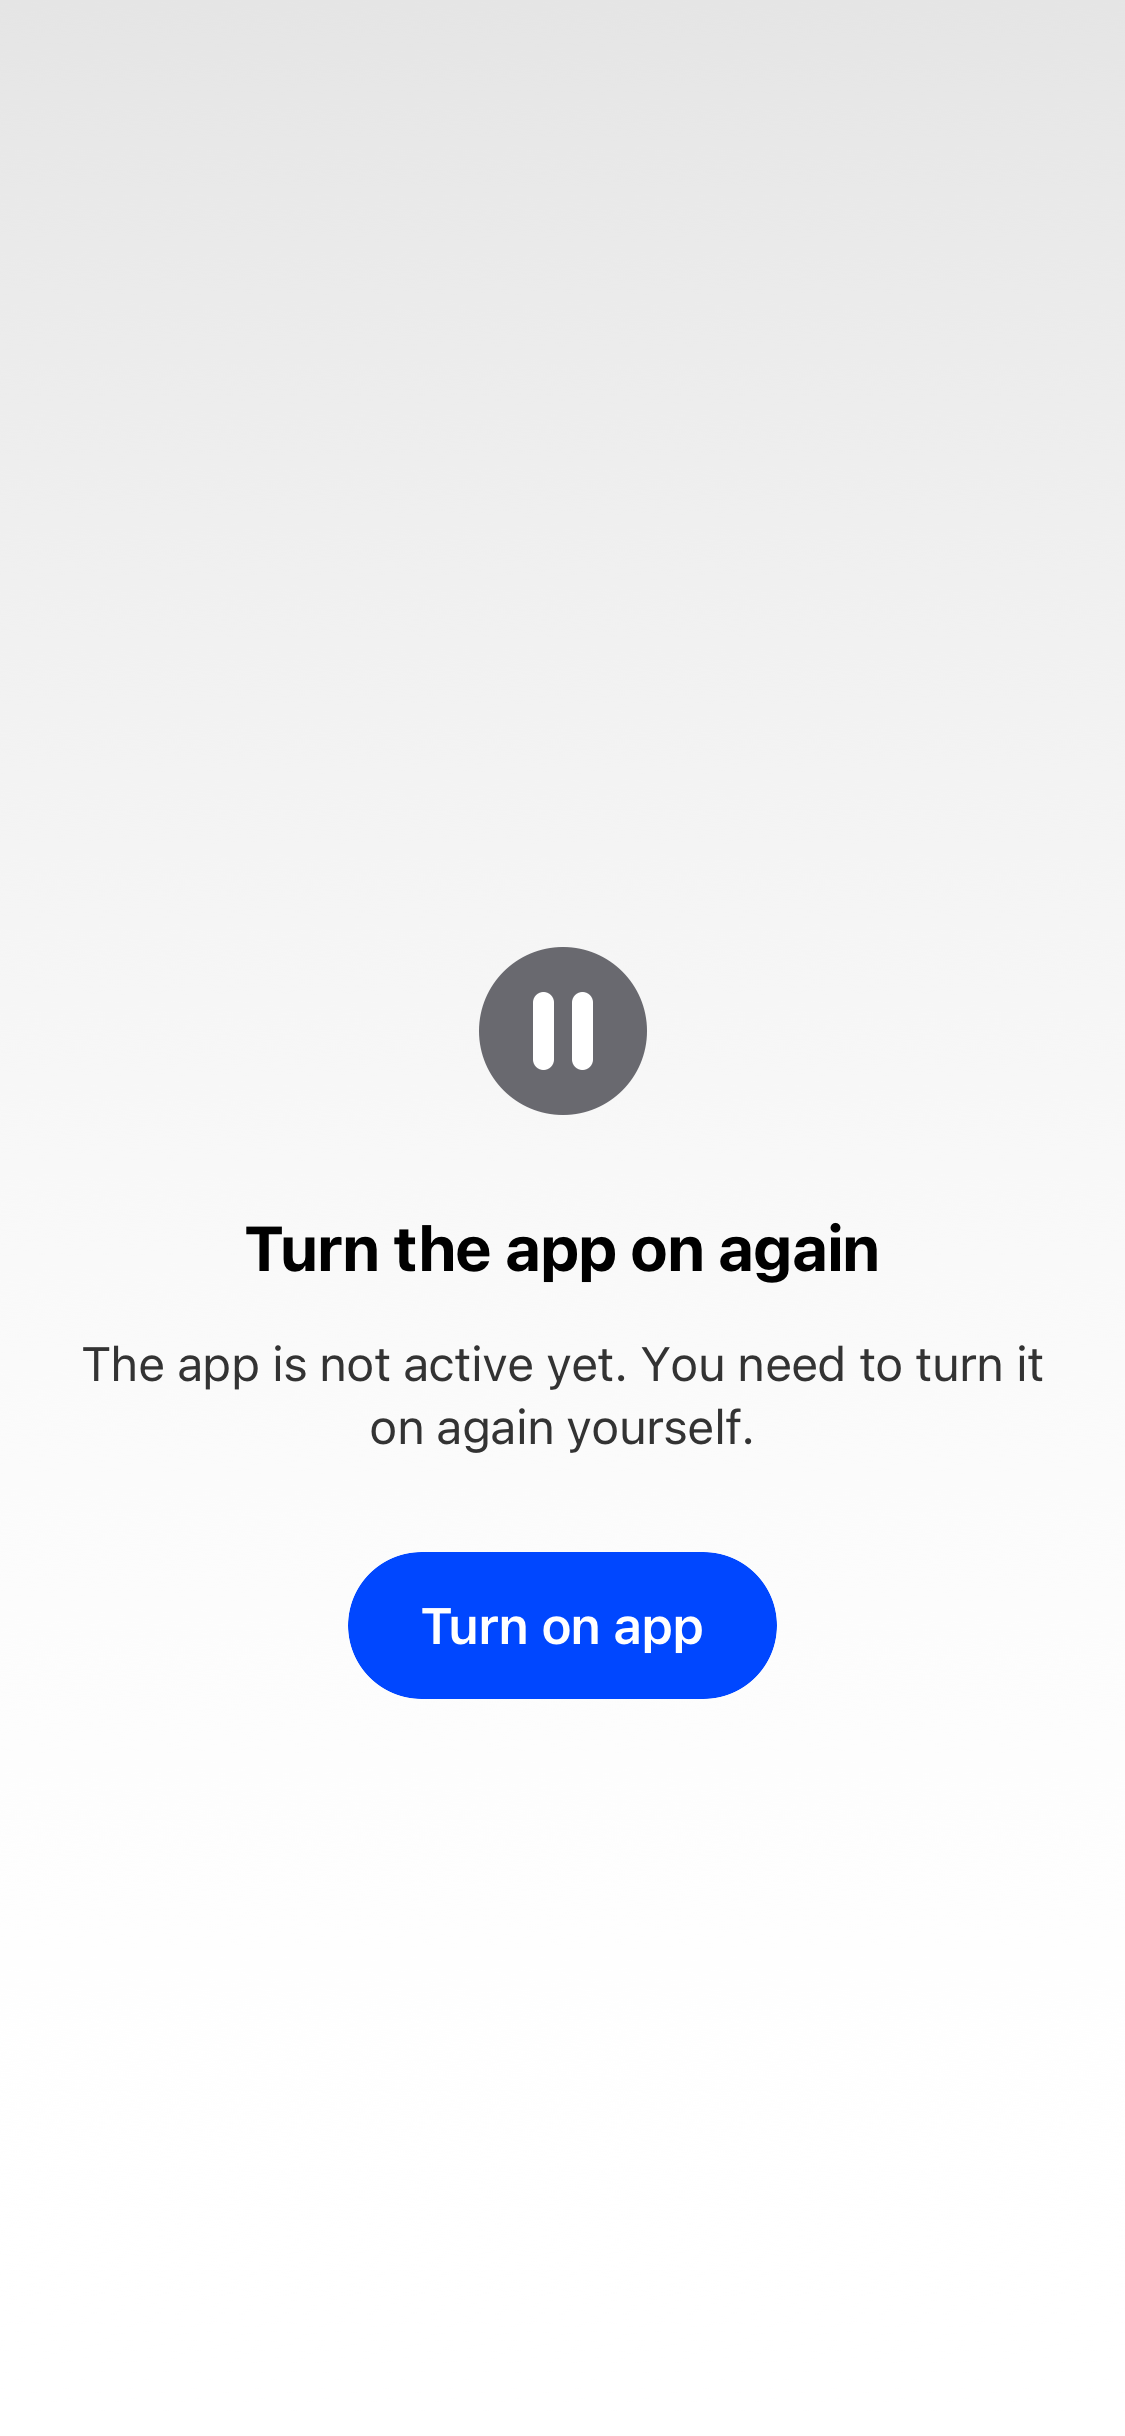 Turn the app on again
The app is not active yet. You need to turn it
on again yourself.
Turn on app